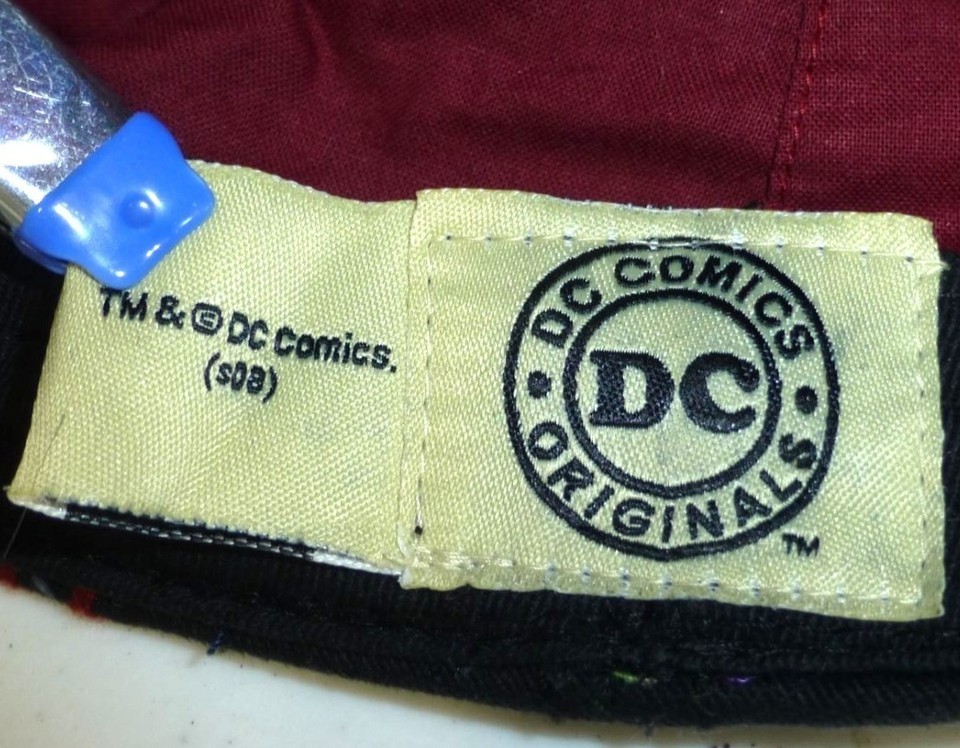 TM & © DC Comics.
(s08)
DC COMICS
DC
ORIGINALS
TM